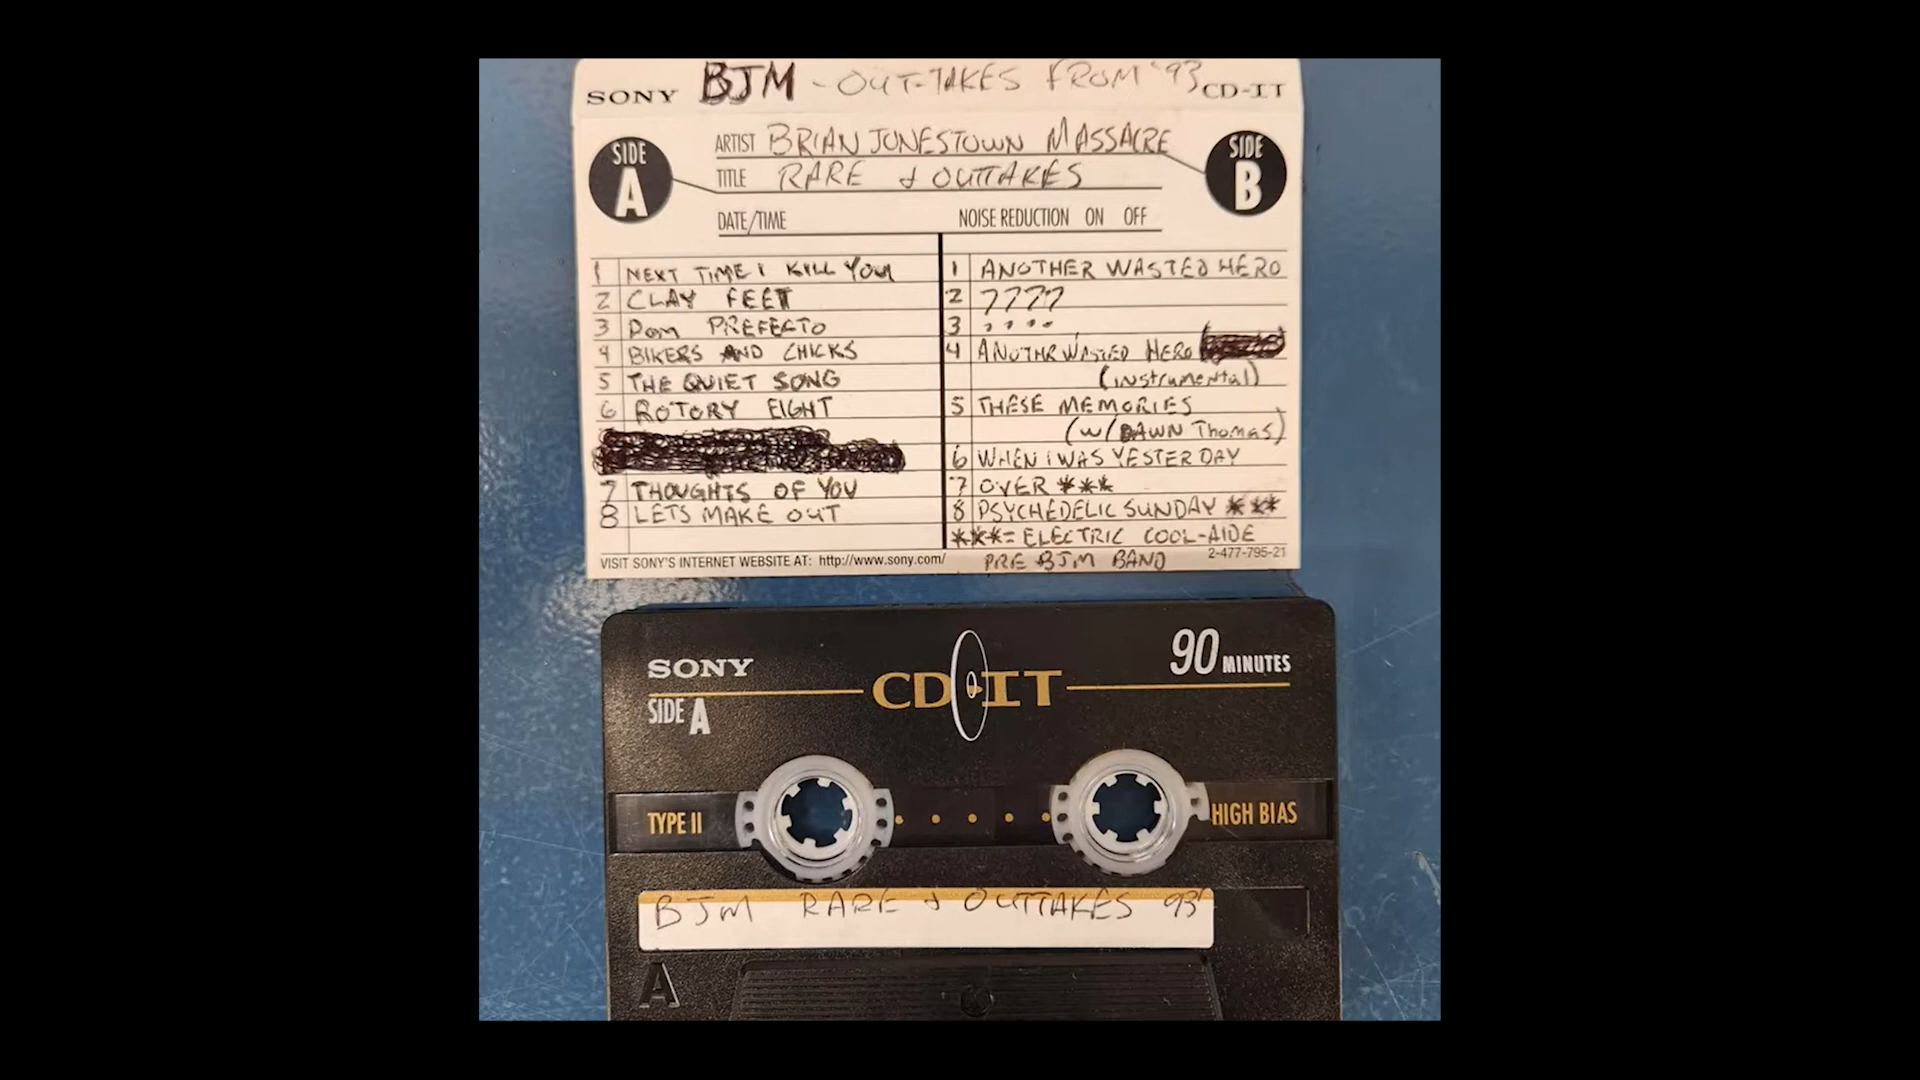 SONY BJM - OUT-TAKES FROM '93 CD-IT
SIDE A
ARTIST BRIAN JONESTOWN MASSACRE
TITLE RARE & OUTTAKES
SIDE B
DATE/TIME
NOISE REDUCTION ON OFF
1 NEXT TIME I KILL YOU
2 CLAY FEET
3 Dom PREFECTO
4 BIKERS AND CHICKS
5 THE QUIET SONG
6 ROTORY EIGHT
7 THOUGHTS OF YOU
8 LETS MAKE OUT
1 ANOTHER WASTED HERO
2 ????
3 ????
4 ANOTHR WASTED HERO
(instrumental)
5 THESE MEMORIES
(w/ DAWN Thomas)
6 WHEN I WAS YESTERDAY
7 OVER ***
8 PSYCHEDELIC SUNDAY ***
***= ELECTRIC COOL-AIDE
PRE BJM BAND
VISIT SONY'S INTERNET WEBSITE AT: http://www.sony.com/
2-477-795-21
SONY
CD-IT
90 MINUTES
SIDE A
TYPE II
HIGH BIAS
BJM RARE & OUTTAKES 93'
A